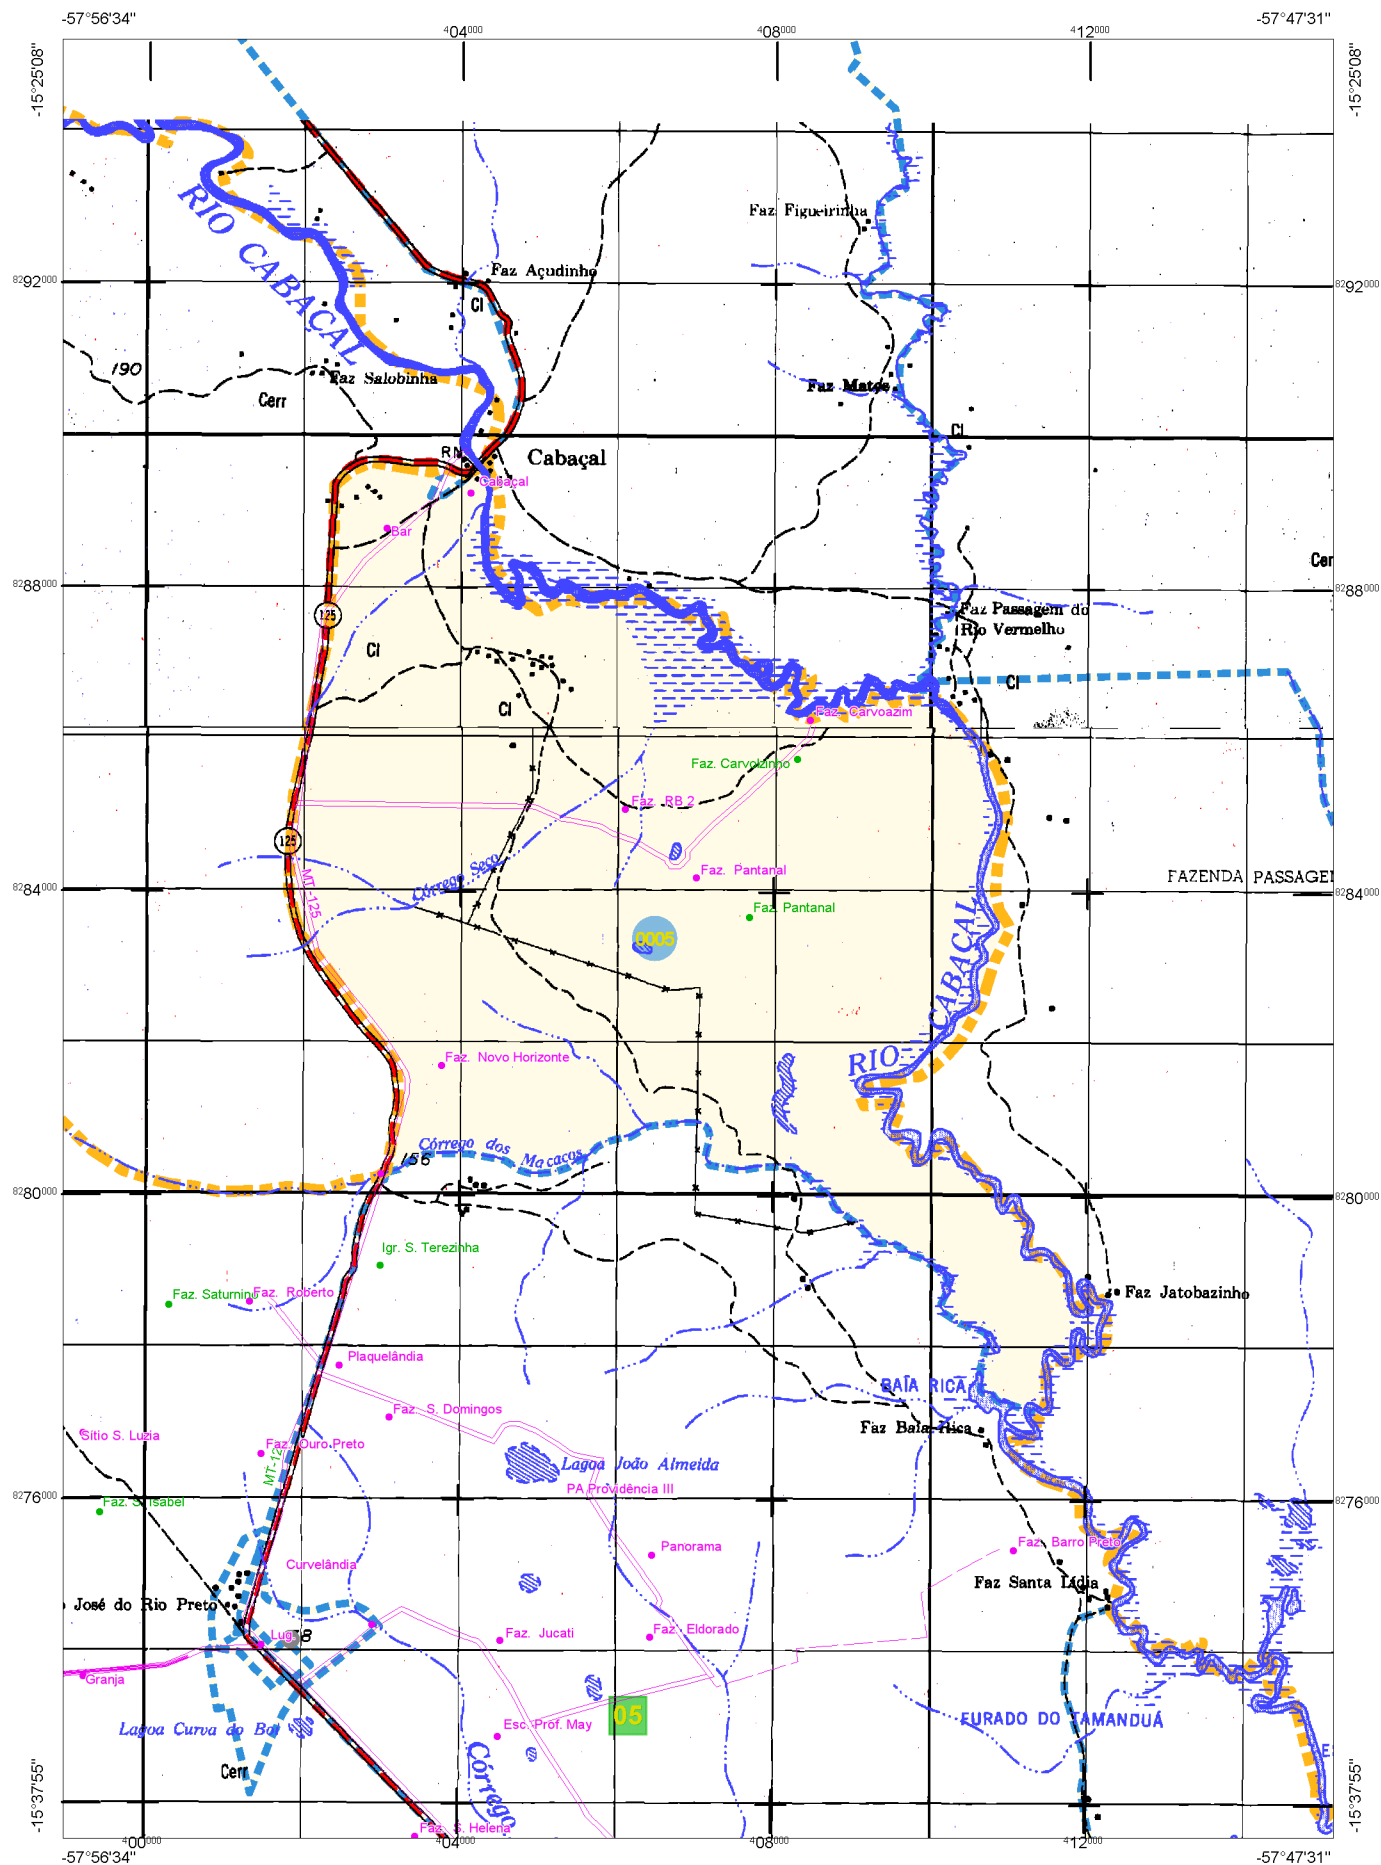 -57°56'34"
-57°47'31"
404000
408000
412000
-15°25'08"
-15°25'08"
RIO CABAÇAL
Faz Figueirinha
Faz Açudinho
8292000
8292000
CI
190
Faz Salobinha
Faz Matos
Cerr
CI
RN
Cabaçal
Cabaçal
Bar
Cer
8288000
8288000
125
Faz Passagem do
Rio Vermelho
CI
CI
CI
Faz. Carvoazim
Faz. Carvoizinho
Faz. RB 2
125
Córrego Seco
Faz. Pantanal
MT-125
8284000
FAZENDA PASSAGEM
8284000
Faz. Pantanal
0005
RIO CABAÇAL
Faz. Novo Horizonte
Córrego dos Macacos
156
8280000
8280000
Igr. S. Terezinha
Faz. Saturnino
Faz. Roberto
Faz Jatobazinho
Plaquelândia
BAÍA RICA
Faz. S. Domingos
Sítio S. Luzia
Faz. Ouro Preto
Faz Baía Rica
MT-12
Lagoa João Almeida
PA Providência III
8276000
Faz. S. Isabel
8276000
Panorama
Faz. Barro Preto
Curvelândia
Faz Santa Lídia
José do Rio Preto
Lug
58
Faz. Jucati
Faz. Eldorado
Granja
05
Lagoa Curva do Boi
Esc. Prof. May
FURADO DO TAMANDUÁ
Cerr
Córrego
-15°37'55"
-15°37'55"
Faz. S. Helena
400000
404000
408000
412000
-57°56'34"
-57°47'31"